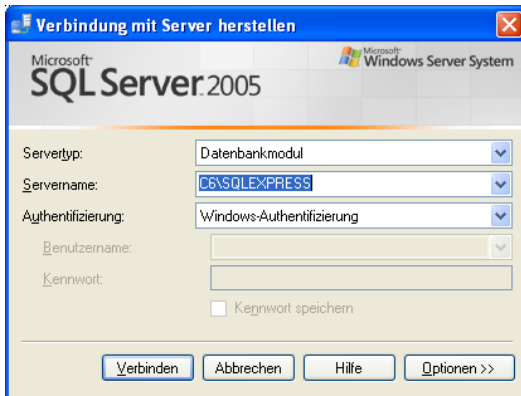 Verbindung mit Server herstellen
Microsoft
SQL Server 2005
Microsoft
Windows Server System
Servertyp: Datenbankmodul
Servername: C6\SQLEXPRESS
Authentifizierung: Windows-Authentifizierung
Benutzername:
Kennwort:
Kennwort speichern
Verbinden Abbrechen Hilfe Optionen >>